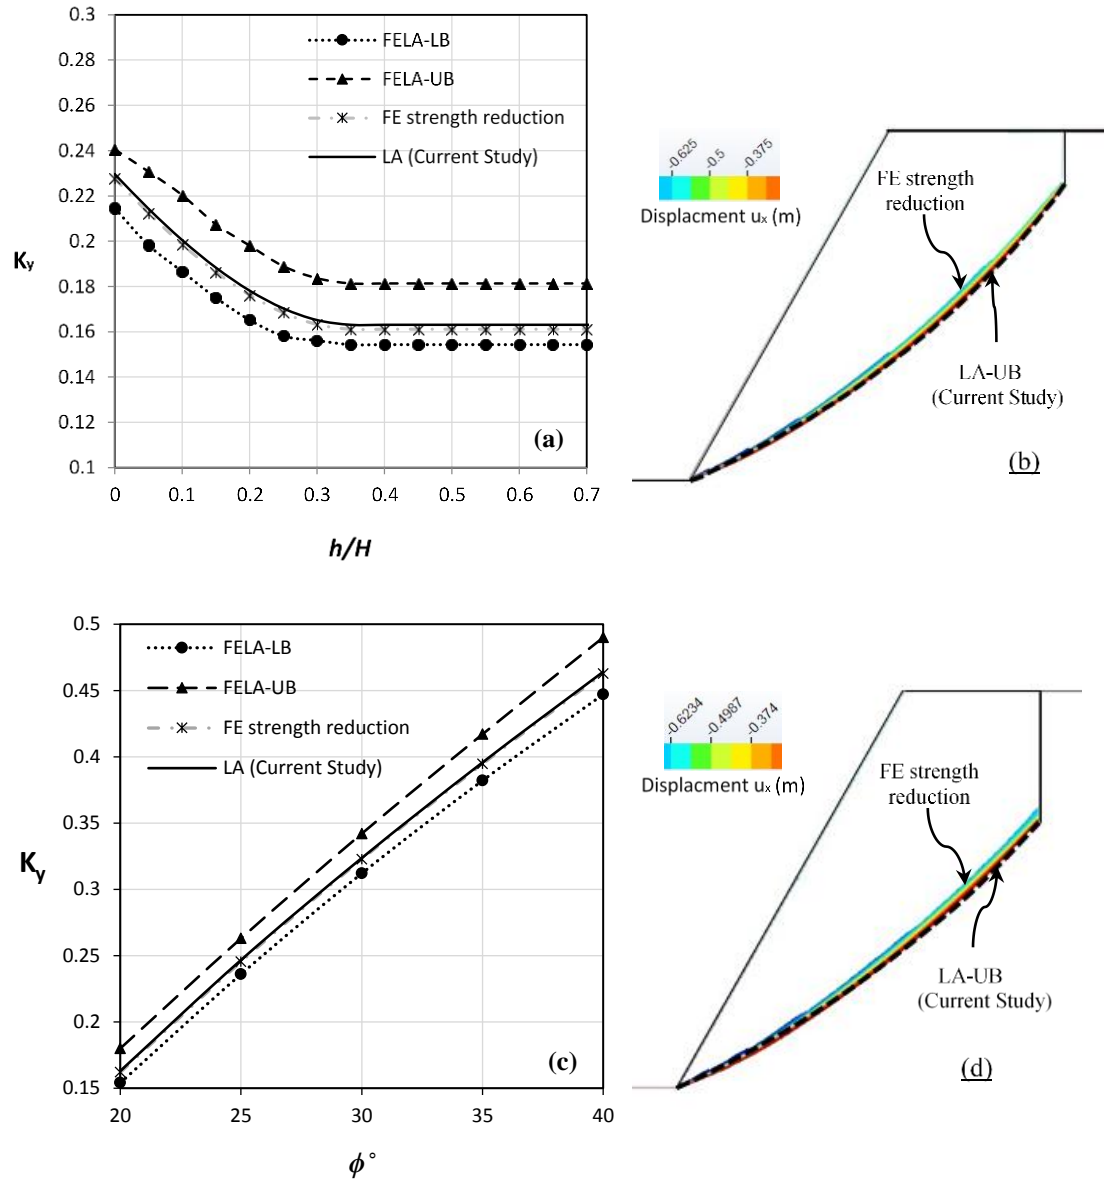 0.3
0.28
0.26
0.24
0.22
0.2
0.18
0.16
0.14
0.12
0.1
Ky
FELA-LB
FELA-UB
FE strength reduction
LA (Current Study)
(a)
0 0.1 0.2 0.3 0.4 0.5 0.6 0.7
h/H
-0.625 -0.5 -0.375
Displacment ux (m)
FE strength
reduction
LA-UB
(Current Study)
(b)
0.5
0.45
0.4
0.35
0.3
0.25
0.2
0.15
Ky
FELA-LB
FELA-UB
FE strength reduction
LA (Current Study)
(c)
20 25 30 35 40
ϕ°
-0.6234 -0.4987 -0.374
Displacment ux (m)
FE strength
reduction
LA-UB
(Current Study)
(d)